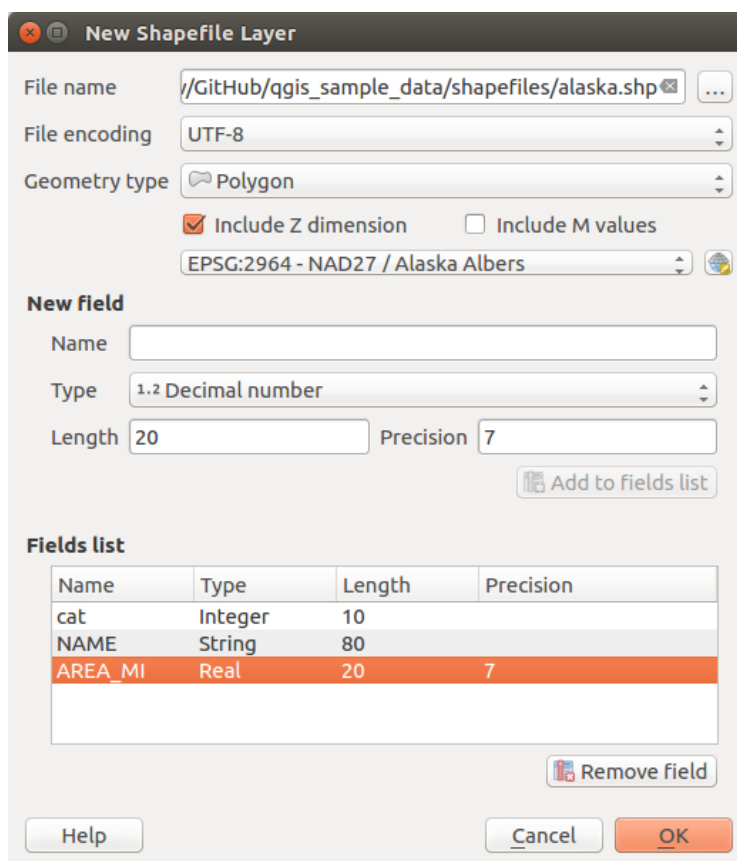 New Shapefile Layer
File name /GitHub/qgis_sample_data/shapefiles/alaska.shp ...
File encoding UTF-8
Geometry type Polygon
Include Z dimension Include M values
EPSG:2964 - NAD27 / Alaska Albers
New field
Name
Type 1.2 Decimal number
Length 20 Precision 7
Add to fields list
Fields list
Name Type Length Precision
cat Integer 10
NAME String 80
AREA_MI Real 20 7
Remove field
Help Cancel OK